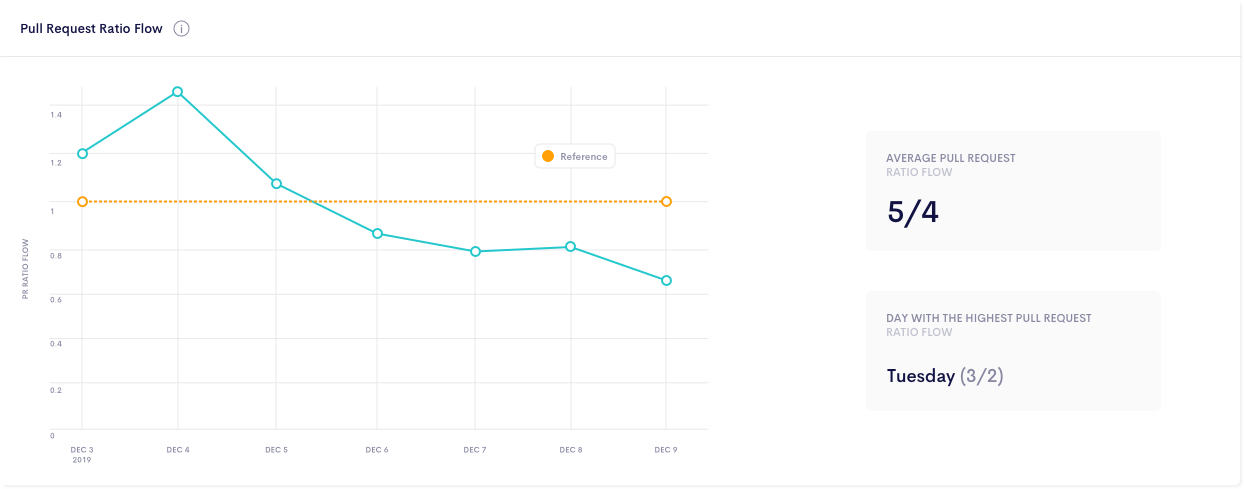 Pull Request Ratio Flow
PR RATIO FLOW
1.4
1.2
1
0.8
0.6
0.4
0.2
0
Reference
DEC 3
2019
DEC 4
DEC 5
DEC 6
DEC 7
DEC 8
DEC 9
AVERAGE PULL REQUEST
RATIO FLOW
5/4
DAY WITH THE HIGHEST PULL REQUEST
RATIO FLOW
Tuesday (3/2)